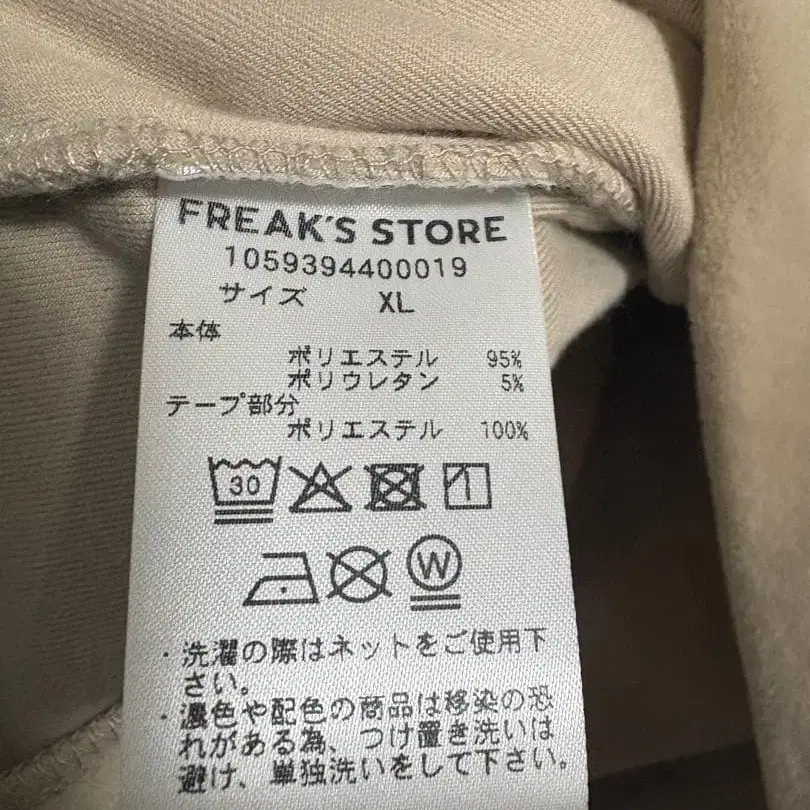 FREAK'S STORE
1059394400019
サイズ XL
本体
ポリエステル 95%
ポリウレタン 5%
テープ部分
ポリエステル 100%
30
W
・洗濯の際はネットをご使用下
さい。
・濃色や配色の商品は移染の恐
れがある為、つけ置き洗いは
避け、単独洗いをして下さい。